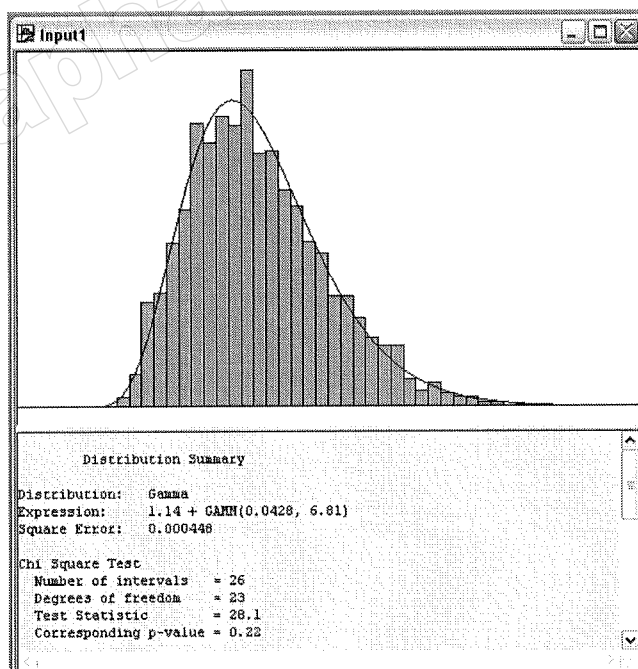 Input1
Distribution Summary
Distribution: Gamma
Expression: 1.14 + GAMM(0.0428, 6.81)
Square Error: 0.000448
Chi Square Test
Number of intervals = 26
Degrees of freedom = 23
Test Statistic = 28.1
Corresponding p-value = 0.22